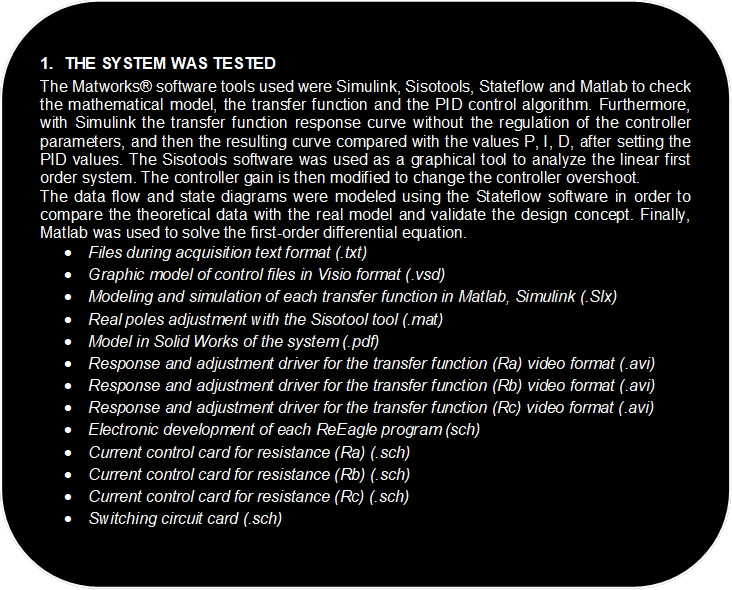 1. THE SYSTEM WAS TESTED
The Matworks® software tools used were Simulink, Sisotools, Stateflow and Matlab to check
the mathematical model, the transfer function and the PID control algorithm. Furthermore,
with Simulink the transfer function response curve without the regulation of the controller
parameters, and then the resulting curve compared with the values P, I, D, after setting the
PID values. The Sisotools software was used as a graphical tool to analyze the linear first
order system. The controller gain is then modified to change the controller overshoot.
The data flow and state diagrams were modeled using the Stateflow software in order to
compare the theoretical data with the real model and validate the design concept. Finally,
Matlab was used to solve the first-order differential equation.
• Files during acquisition text format (.txt)
• Graphic model of control files in Visio format (.vsd)
• Modeling and simulation of each transfer function in Matlab, Simulink (.Slx)
• Real poles adjustment with the Sisotool tool (.mat)
• Model in Solid Works of the system (.pdf)
• Response and adjustment driver for the transfer function (Ra) video format (.avi)
• Response and adjustment driver for the transfer function (Rb) video format (.avi)
• Response and adjustment driver for the transfer function (Rc) video format (.avi)
• Electronic development of each ReEagle program (sch)
• Current control card for resistance (Ra) (.sch)
• Current control card for resistance (Rb) (.sch)
• Current control card for resistance (Rc) (.sch)
• Switching circuit card (.sch)